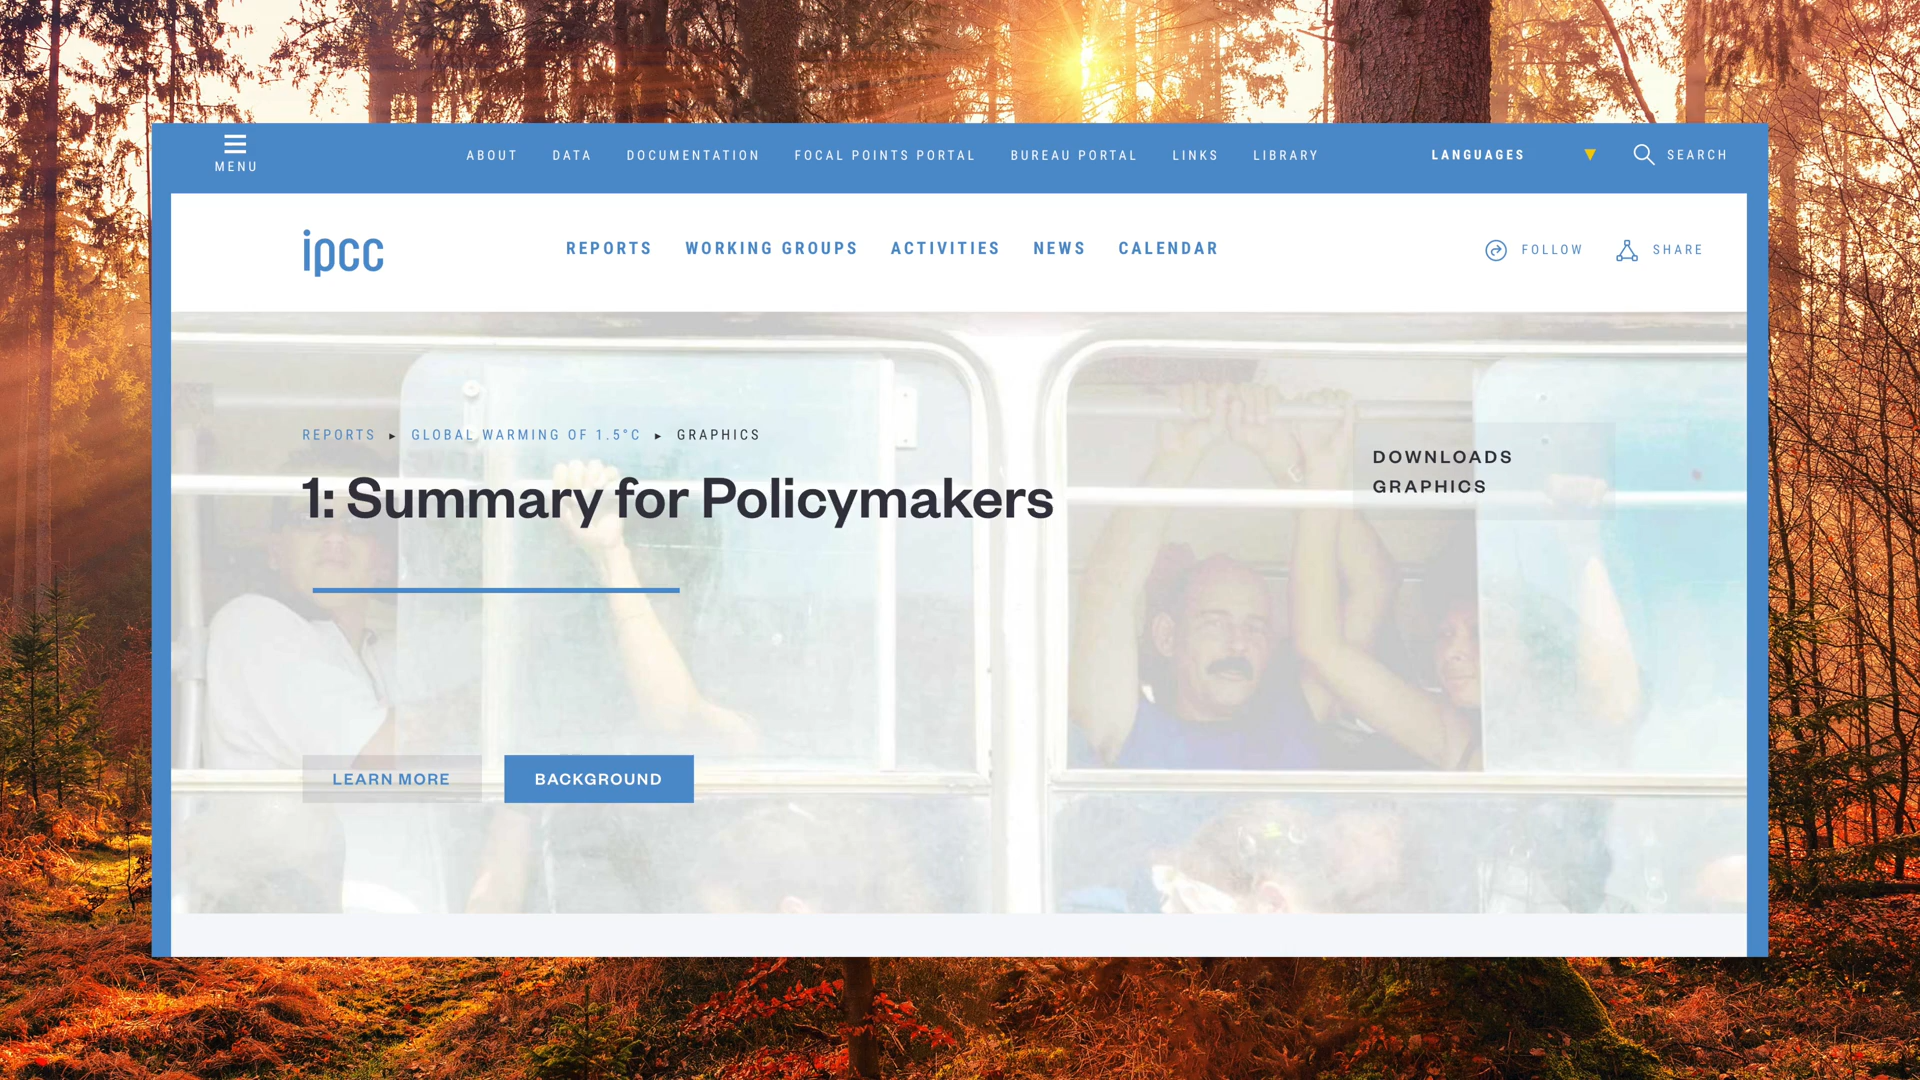 MENU
ABOUT DATA DOCUMENTATION FOCAL POINTS PORTAL BUREAU PORTAL LINKS LIBRARY LANGUAGES SEARCH
ipcc
REPORTS WORKING GROUPS ACTIVITIES NEWS CALENDAR FOLLOW SHARE
REPORTS ▸ GLOBAL WARMING OF 1.5°C ▸ GRAPHICS
1: Summary for Policymakers
DOWNLOADS
GRAPHICS
LEARN MORE BACKGROUND